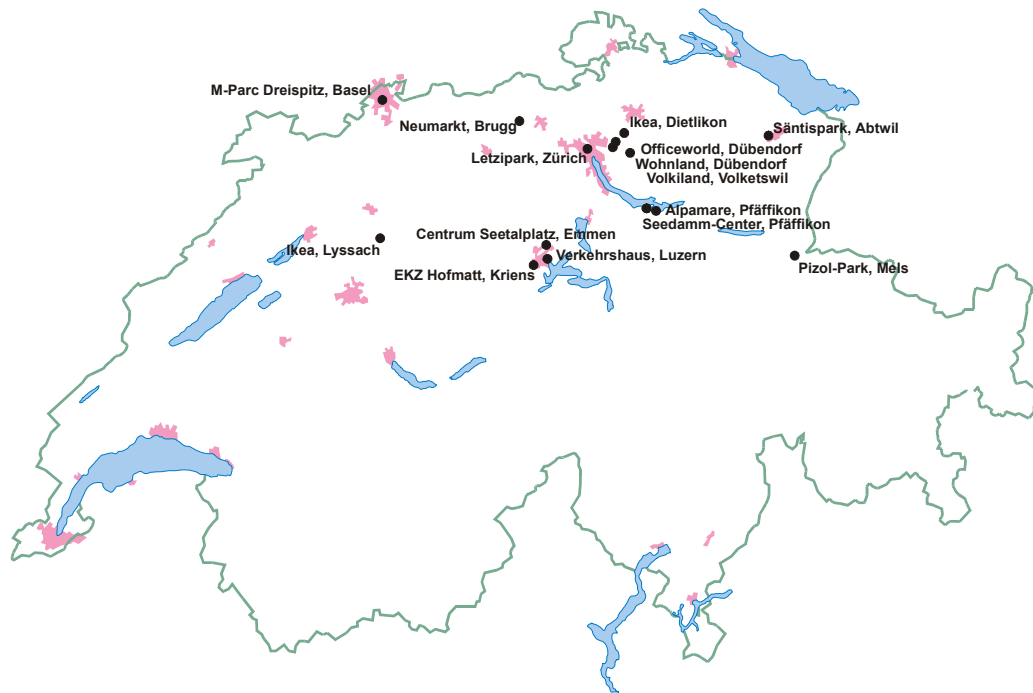 M-Parc Dreispitz, Basel
Neumarkt, Brugg
Ikea, Dietlikon
Säntispark, Abtwil
Officeworld, Dübendorf
Letzipark, Zürich
Wohnland, Dübendorf
Volkiland, Volketswil
Alpamare, Pfäffikon
Seedamm-Center, Pfäffikon
Centrum Seetalplatz, Emmen
Ikea, Lyssach
Verkehrshaus, Luzern
Pizol-Park, Mels
EKZ Hofmatt, Kriens